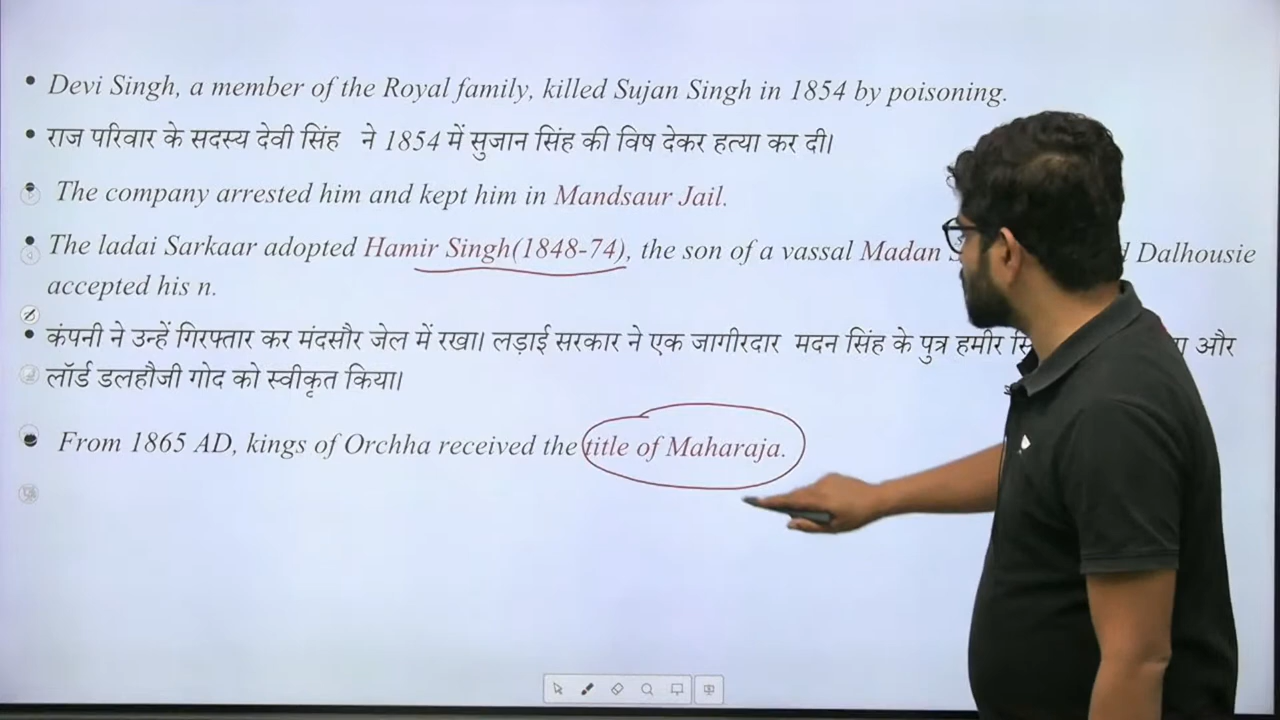 Devi Singh, a member of the Royal family, killed Sujan Singh in 1854 by poisoning.
राज परिवार के सदस्य देवी सिंह ने 1854 में सुजान सिंह की विष देकर हत्या कर दी।
The company arrested him and kept him in Mandsaur Jail.
The ladai Sarkaar adopted Hamir Singh(1848-74), the son of a vassal Madan Dalhousie
accepted his n.
कंपनी ने उन्हें गिरफ्तार कर मंदसौर जेल में रखा। लड़ाई सरकार ने एक जागीरदार मदन सिंह के पुत्र हमीर और
लॉर्ड डलहौजी गोद को स्वीकृत किया।
From 1865 AD, kings of Orchha received the title of Maharaja.